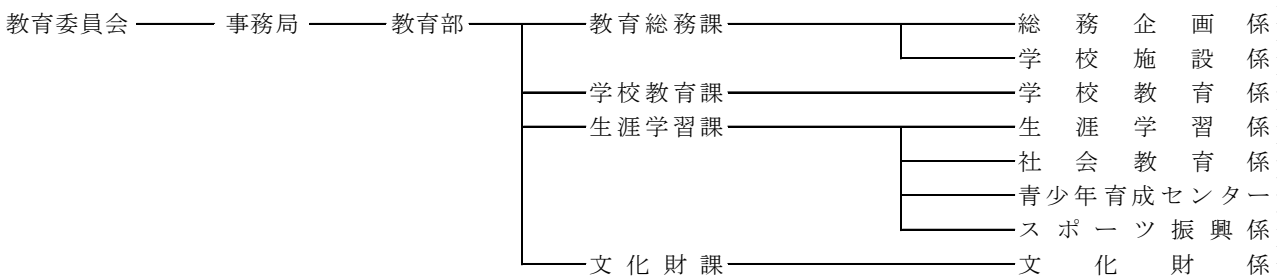 教育委員会 事務局 教育部 教育総務課 総務企画係
学校施設係
学校教育課 学校教育係
生涯学習課 生涯学習係
社会教育係
青少年育成センター
スポーツ振興係
文化財課 文化財係